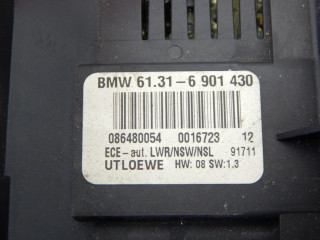 BMW 61.31-6 901 430
086480054 0016723 12
ECE-aut. LWR/NSW/NSL 91711
UTLOEWE HW: 08 SW:1.3